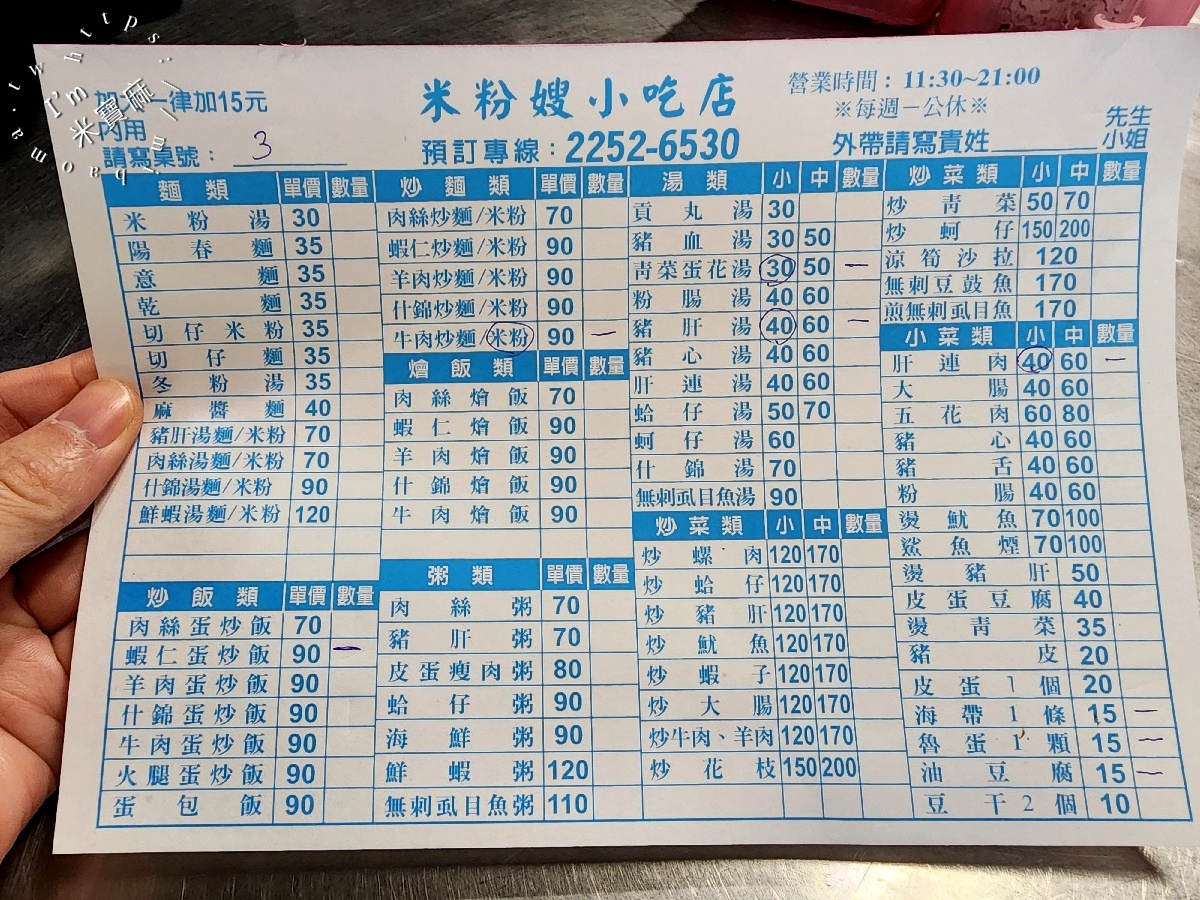 https:
I'm 米寶麻
加大一律加15元
內用
請寫桌號： 3
米粉嫂小吃店
預訂專線：2252-6530
營業時間：11:30~21:00
※每週一公休※
外帶請寫貴姓 先生 小姐
麵類 單價 數量
米粉湯 30
陽春麵 35
意麵 35
乾麵 35
切仔米粉 35
切仔麵 35
冬粉湯 35
麻醬麵 40
豬肝湯麵/米粉 70
肉絲湯麵/米粉 70
什錦湯麵/米粉 90
鮮蝦湯麵/米粉 120
炒飯類 單價 數量
肉絲蛋炒飯 70
蝦仁蛋炒飯 90 一
羊肉蛋炒飯 90
什錦蛋炒飯 90
牛肉蛋炒飯 90
火腿蛋炒飯 90
蛋包飯 90
炒麵類 單價 數量
肉絲炒麵/米粉 70
蝦仁炒麵/米粉 90
羊肉炒麵/米粉 90
什錦炒麵/米粉 90
牛肉炒麵/米粉 90 一
燴飯類 單價 數量
肉絲燴飯 70
蝦仁燴飯 90
羊肉燴飯 90
什錦燴飯 90
牛肉燴飯 90
粥類 單價 數量
肉絲粥 70
豬肝粥 70
皮蛋瘦肉粥 80
蛤仔粥 90
海鮮粥 90
鮮蝦粥 120
無刺虱目魚粥 110
湯類 小 中 數量
貢丸湯 30
豬血湯 30 50
青菜蛋花湯 30 50 一
粉腸湯 40 60
豬肝湯 40 60 一
豬心湯 40 60
肝連湯 40 60
蛤仔湯 50 70
蚵仔湯 60
什錦湯 70
無刺虱目魚湯 90
炒菜類 小 中 數量
炒螺肉 120 170
炒蛤仔 120 170
炒豬肝 120 170
炒魷魚 120 170
炒蝦子 120 170
炒大腸 120 170
炒牛肉、羊肉 120 170
炒花枝 150 200
炒菜類 小 中 數量
炒青菜 50 70
炒蚵仔 150 200
涼筍沙拉 120
無刺豆鼓魚 170
煎無刺虱目魚 170
小菜類 小 中 數量
肝連肉 40 60 一
大腸 40 60
五花肉 60 80
豬心 40 60
豬舌 40 60
粉腸 40 60
燙魷魚 70 100
鯊魚煙 70 100
燙豬肝 50
皮蛋豆腐 40
燙青菜 35
豬皮 20
皮蛋1個 20
海帶1條 15 一
魯蛋1顆 15 一
油豆腐 15 一
豆干2個 10